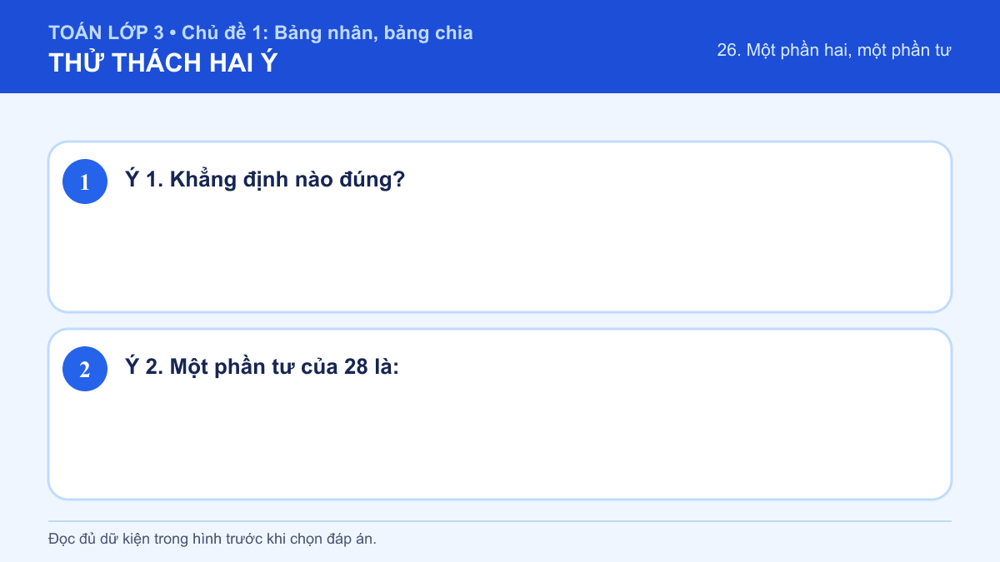 TOÁN LỚP 3 • Chủ đề 1: Bảng nhân, bảng chia
THỬ THÁCH HAI Ý
26. Một phần hai, một phần tư
1
Ý 1. Khẳng định nào đúng?
2
Ý 2. Một phần tư của 28 là:
Đọc đủ dữ kiện trong hình trước khi chọn đáp án.